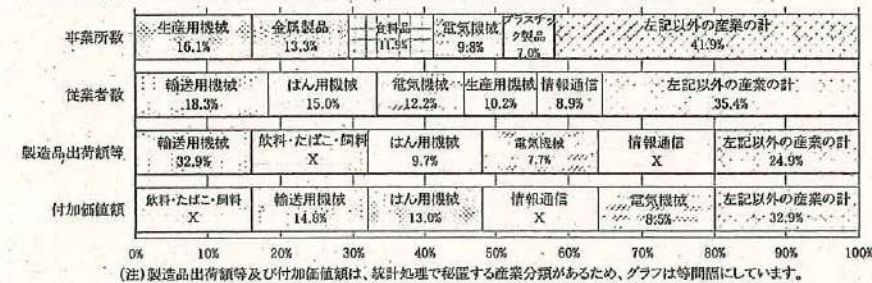 事業所数
生産用機械 16.1%
金属製品 13.3%
食料品 11.9%
電気機械 9.8%
プラスチック製品 7.0%
左記以外の産業の計 41.9%
従業者数
輸送用機械 18.3%
はん用機械 15.0%
電気機械 12.2%
生産用機械 10.2%
情報通信 8.9%
左記以外の産業の計 35.4%
製造品出荷額等
輸送用機械 32.9%
飲料・たばこ・飼料 X
はん用機械 9.7%
電気機械 7.7%
情報通信 X
左記以外の産業の計 24.9%
付加価値額
飲料・たばこ・飼料 X
輸送用機械 14.8%
はん用機械 13.0%
情報通信 X
電気機械 8.5%
左記以外の産業の計 32.9%
0% 10% 20% 30% 40% 50% 60% 70% 80% 90% 100%
(注)製造品出荷額等及び付加価値額は、統計処理で秘匿する産業分類があるため、グラフは等間隔にしています。